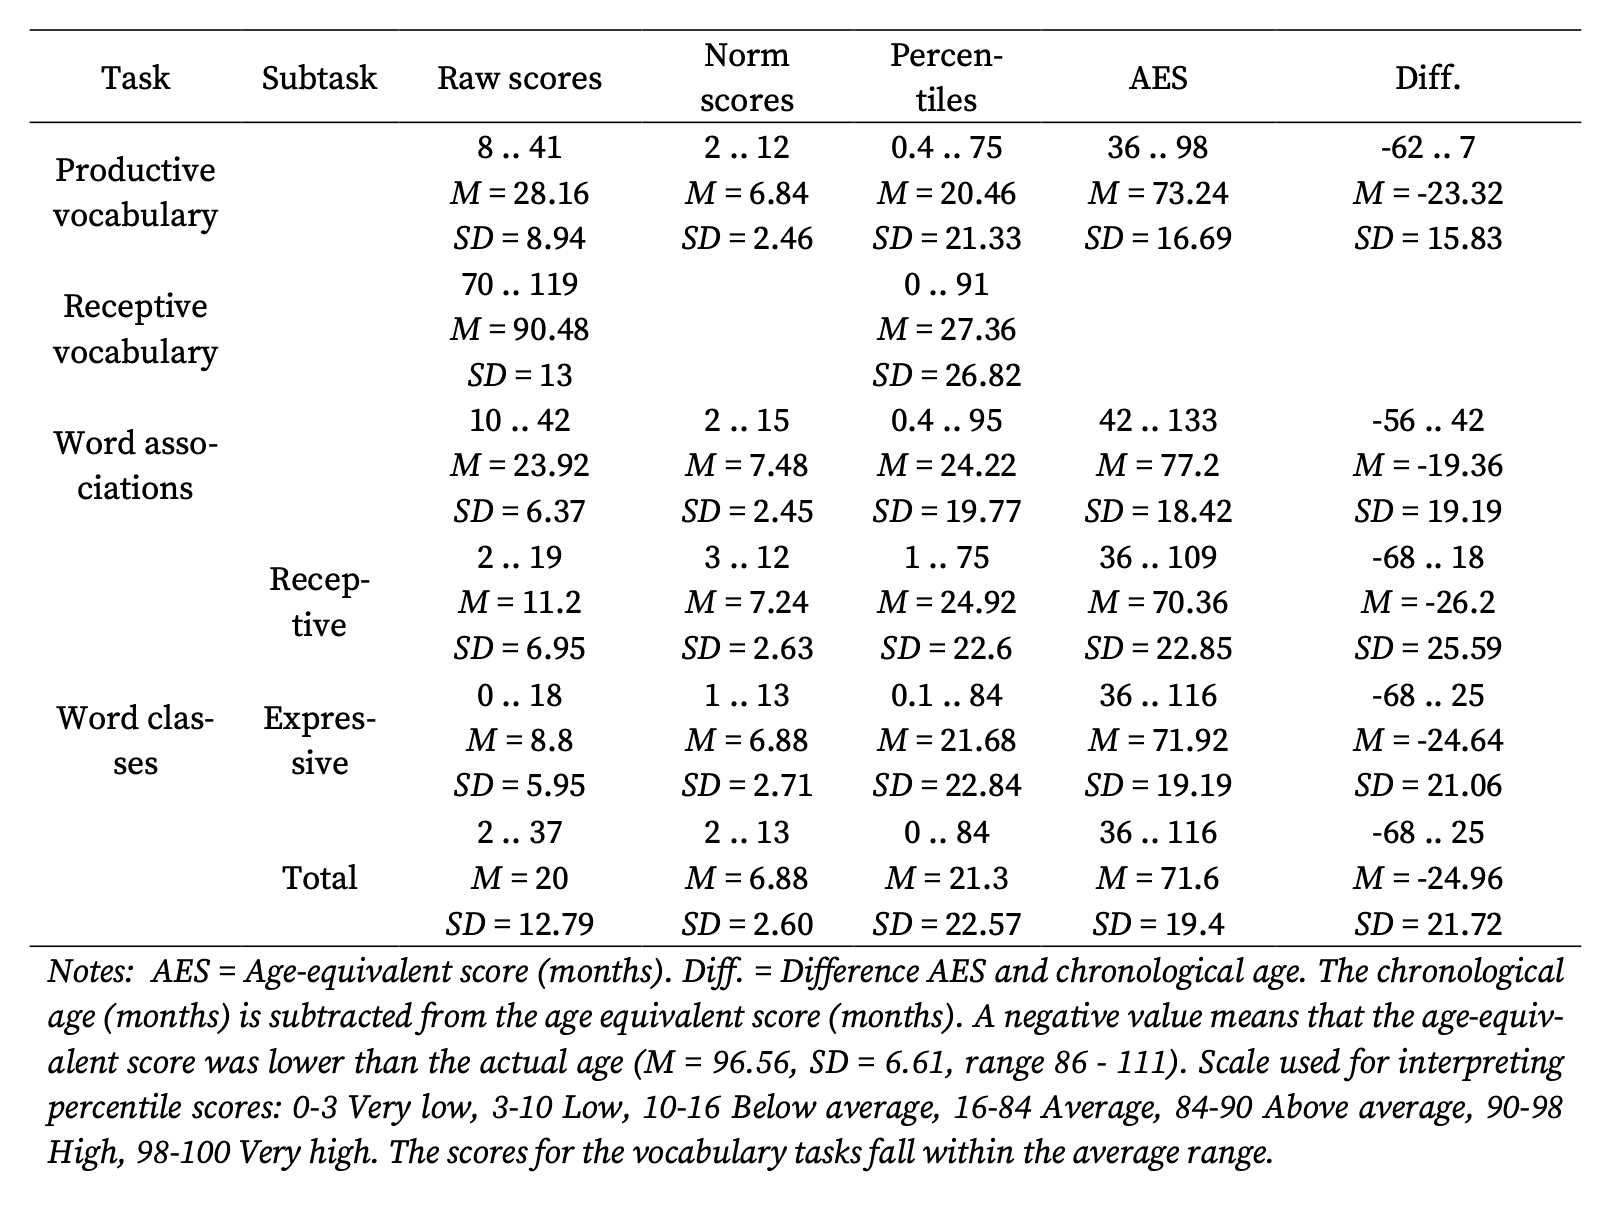 Task Subtask Raw scores Norm scores Percen-tiles AES Diff.
Productive vocabulary
8 .. 41 2 .. 12 0.4 .. 75 36 .. 98 -62 .. 7
M = 28.16 M = 6.84 M = 20.46 M = 73.24 M = -23.32
SD = 8.94 SD = 2.46 SD = 21.33 SD = 16.69 SD = 15.83
Receptive vocabulary
70 .. 119 0 .. 91
M = 90.48 M = 27.36
SD = 13 SD = 26.82
Word asso-ciations
10 .. 42 2 .. 15 0.4 .. 95 42 .. 133 -56 .. 42
M = 23.92 M = 7.48 M = 24.22 M = 77.2 M = -19.36
SD = 6.37 SD = 2.45 SD = 19.77 SD = 18.42 SD = 19.19
Word clas-ses
Recep-tive
2 .. 19 3 .. 12 1 .. 75 36 .. 109 -68 .. 18
M = 11.2 M = 7.24 M = 24.92 M = 70.36 M = -26.2
SD = 6.95 SD = 2.63 SD = 22.6 SD = 22.85 SD = 25.59
Expres-sive
0 .. 18 1 .. 13 0.1 .. 84 36 .. 116 -68 .. 25
M = 8.8 M = 6.88 M = 21.68 M = 71.92 M = -24.64
SD = 5.95 SD = 2.71 SD = 22.84 SD = 19.19 SD = 21.06
Total
2 .. 37 2 .. 13 0 .. 84 36 .. 116 -68 .. 25
M = 20 M = 6.88 M = 21.3 M = 71.6 M = -24.96
SD = 12.79 SD = 2.60 SD = 22.57 SD = 19.4 SD = 21.72
Notes: AES = Age-equivalent score (months). Diff. = Difference AES and chronological age. The chronological
age (months) is subtracted from the age equivalent score (months). A negative value means that the age-equiv-
alent score was lower than the actual age (M = 96.56, SD = 6.61, range 86 - 111). Scale used for interpreting
percentile scores: 0-3 Very low, 3-10 Low, 10-16 Below average, 16-84 Average, 84-90 Above average, 90-98
High, 98-100 Very high. The scores for the vocabulary tasks fall within the average range.